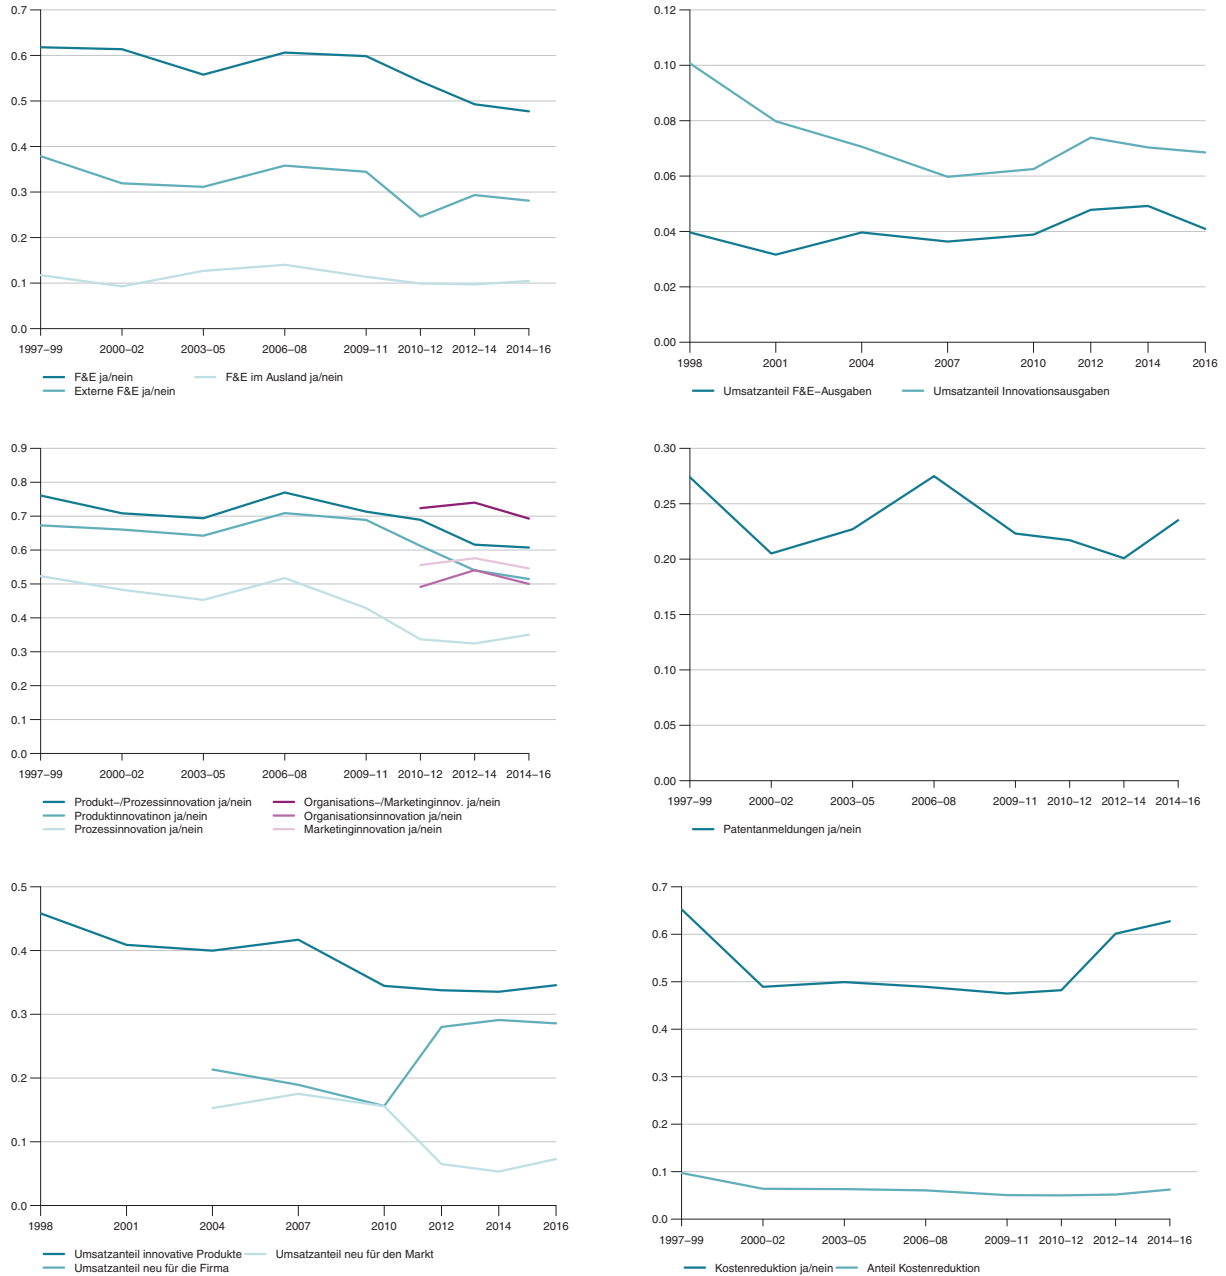 0.7
0.6
0.5
0.4
0.3
0.2
0.1
0.0
1997–99 2000–02 2003–05 2006–08 2009–11 2010–12 2012–14 2014–16
F&E ja/nein F&E im Ausland ja/nein
Externe F&E ja/nein
0.12
0.10
0.08
0.06
0.04
0.02
0.00
1998 2001 2004 2007 2010 2012 2014 2016
Umsatzanteil F&E–Ausgaben Umsatzanteil Innovationsausgaben
0.9
0.8
0.7
0.6
0.5
0.4
0.3
0.2
0.1
0.0
1997–99 2000–02 2003–05 2006–08 2009–11 2010–12 2012–14 2014–16
Produkt–/Prozessinnovation ja/nein Organisations–/Marketinginnov. ja/nein
Produktinnovatinon ja/nein Organisationsinnovation ja/nein
Prozessinnovation ja/nein Marketinginnovation ja/nein
0.30
0.25
0.20
0.15
0.10
0.05
0.00
1997–99 2000–02 2003–05 2006–08 2009–11 2010–12 2012–14 2014–16
Patentanmeldungen ja/nein
0.5
0.4
0.3
0.2
0.1
0.0
1998 2001 2004 2007 2010 2012 2014 2016
Umsatzanteil innovative Produkte Umsatzanteil neu für den Markt
Umsatzanteil neu für die Firma
0.7
0.6
0.5
0.4
0.3
0.2
0.1
0.0
1997–99 2000–02 2003–05 2006–08 2009–11 2010–12 2012–14 2014–16
Kostenreduktion ja/nein Anteil Kostenreduktion